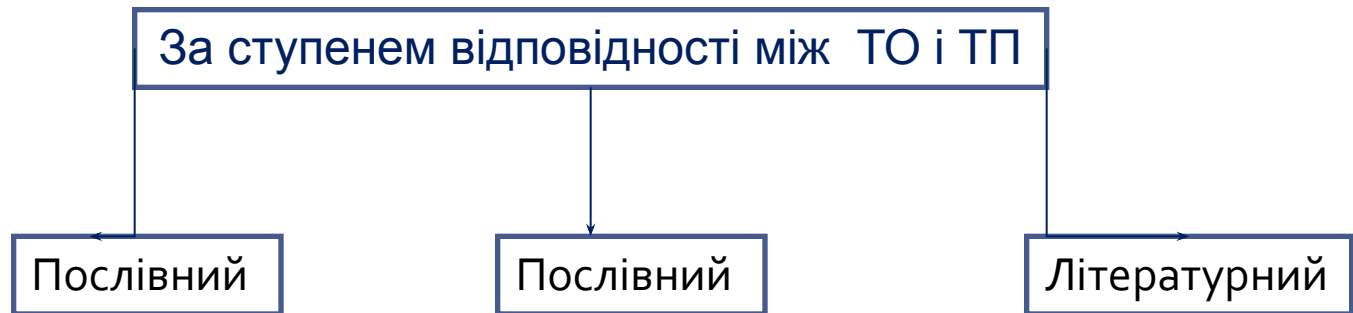 За ступенем відповідності між ТО і ТП
Послівний
Послівний
Літературний